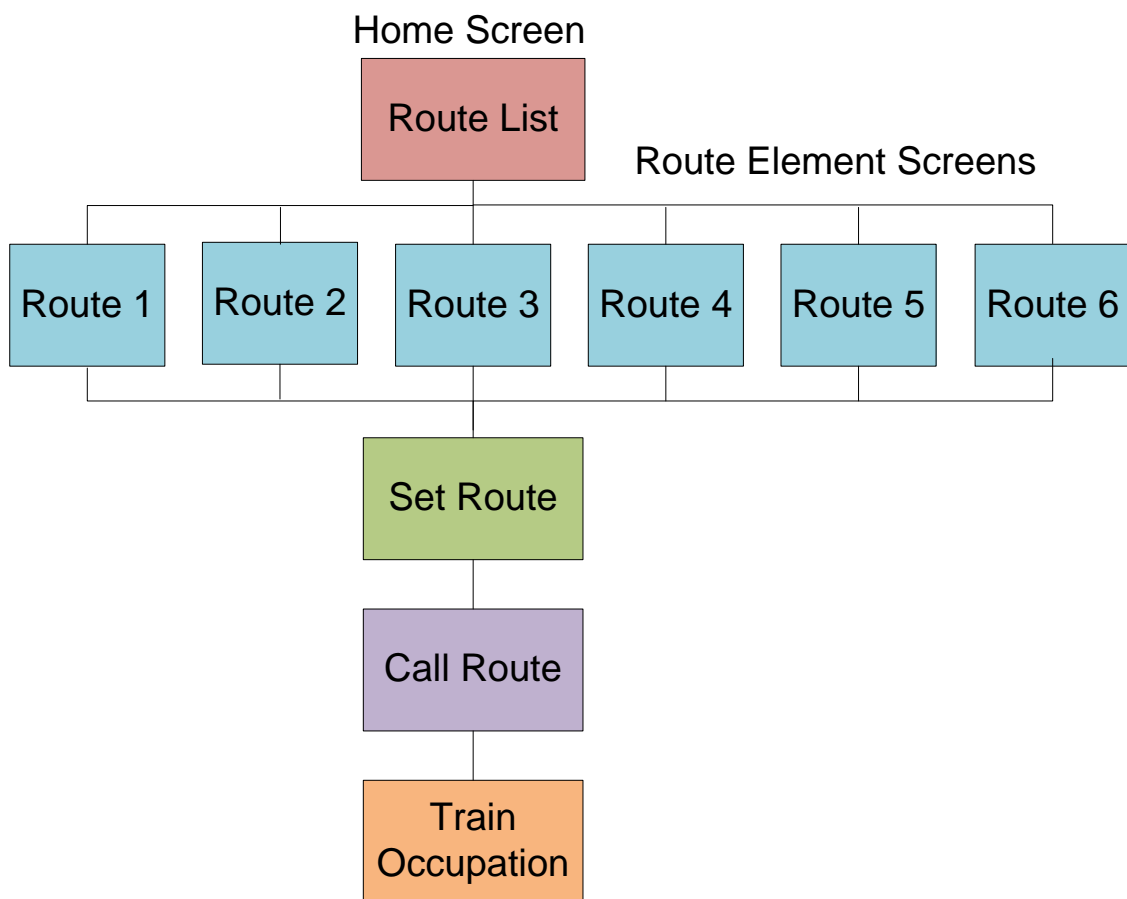 Home Screen
Route List
Route Element Screens
Route 1
Route 2
Route 3
Route 4
Route 5
Route 6
Set Route
Call Route
Train
Occupation